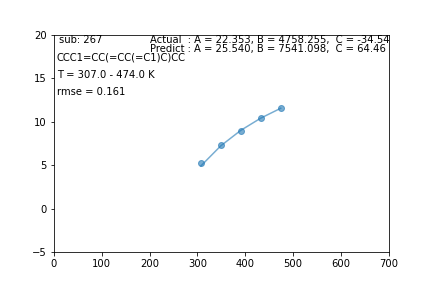 sub: 267
Actual : A = 22.353, B = 4758.255, C = -34.54
Predict : A = 25.540, B = 7541.098, C = 64.46
CCC1=CC(=CC(=C1)C)CC
T = 307.0 - 474.0 K
rmse = 0.161
20
15
10
5
0
−5
0 100 200 300 400 500 600 700